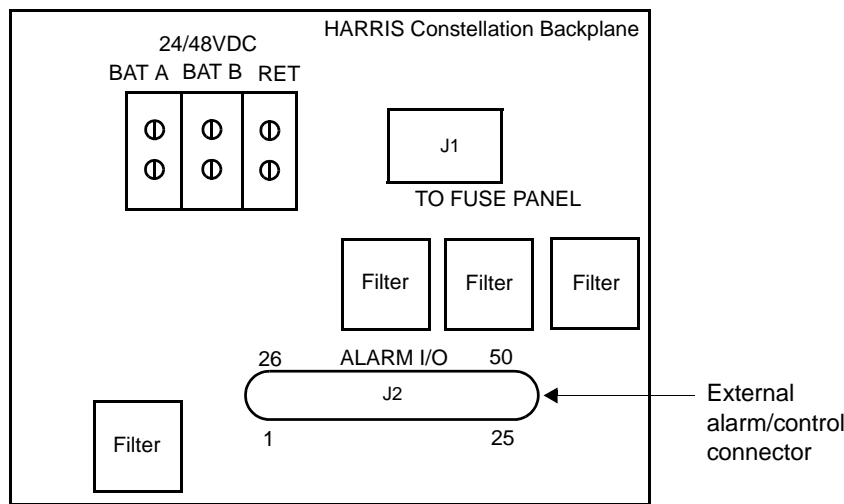 HARRIS Constellation Backplane
24/48VDC
BAT A BAT B RET
J1
TO FUSE PANEL
Filter Filter Filter
26 ALARM I/O 50
J2
1 25
Filter
External
alarm/control
connector